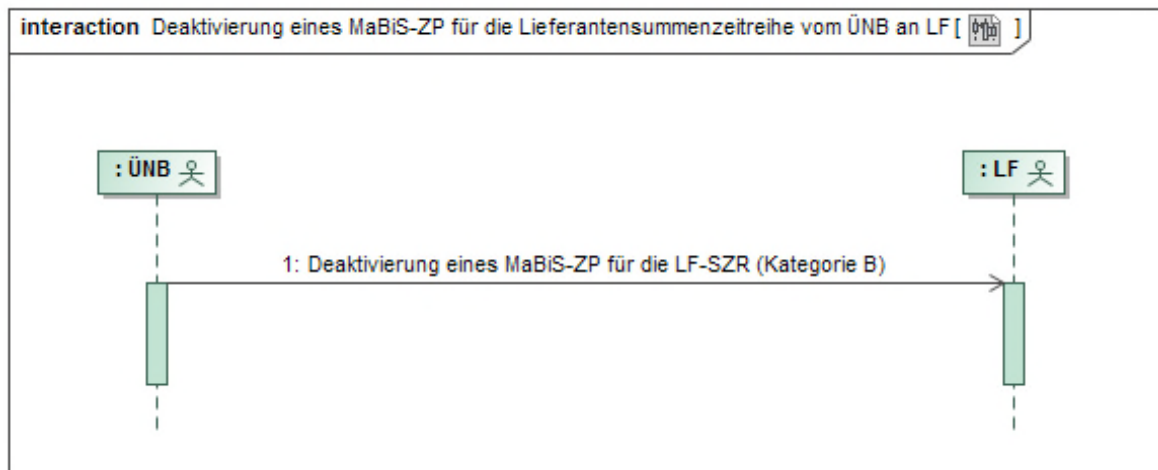 interaction Deaktivierung eines MaBiS-ZP für die Lieferantensummenzeitreihe vom ÜNB an LF [ ]
: ÜNB
: LF
1: Deaktivierung eines MaBiS-ZP für die LF-SZR (Kategorie B)